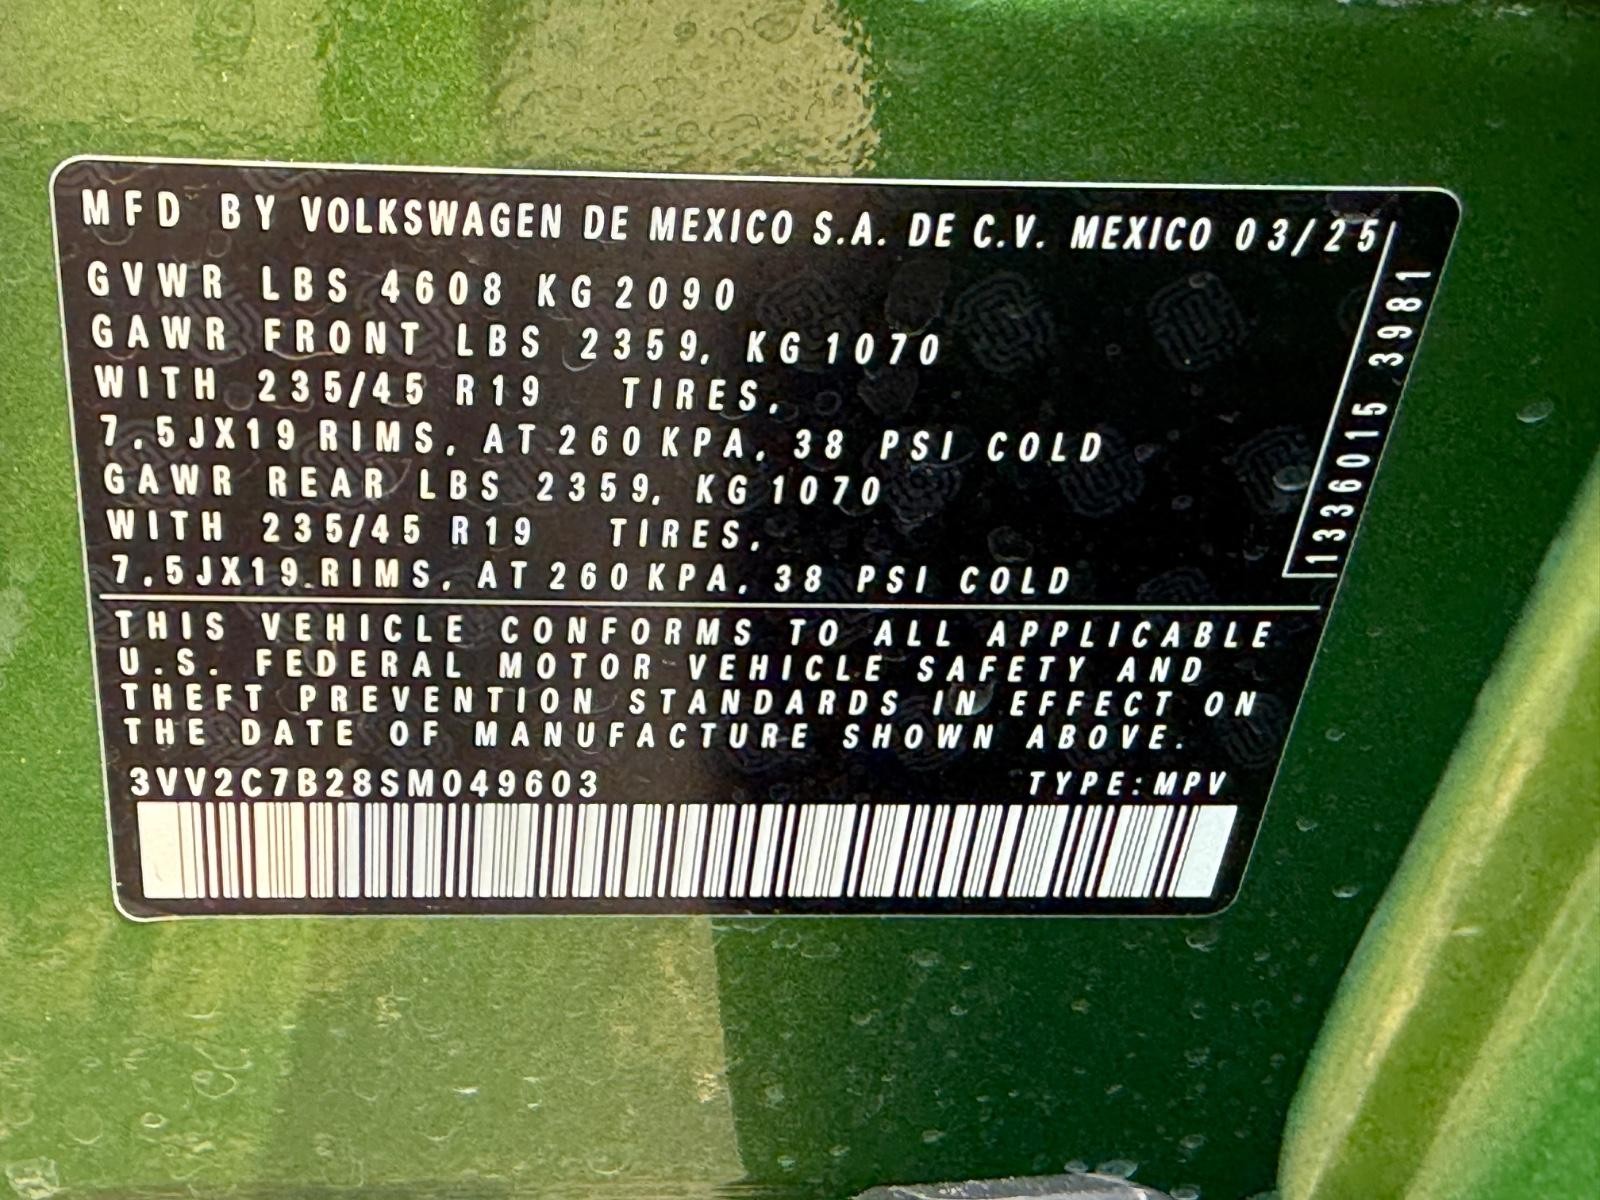 MFD BY VOLKSWAGEN DE MEXICO S.A. DE C.V. MEXICO 03/25
GVWR LBS 4608 KG 2090
GAWR FRONT LBS 2359, KG 1070
WITH 235/45 R19 TIRES,
7.5JX19 RIMS, AT 260 KPA, 38 PSI COLD
GAWR REAR LBS 2359, KG 1070
WITH 235/45 R19 TIRES,
7.5JX19 RIMS, AT 260 KPA, 38 PSI COLD
1336015 3981
THIS VEHICLE CONFORMS TO ALL APPLICABLE
U.S. FEDERAL MOTOR VEHICLE SAFETY AND
THEFT PREVENTION STANDARDS IN EFFECT ON
THE DATE OF MANUFACTURE SHOWN ABOVE.
3VV2C7B28SM049603 TYPE:MPV